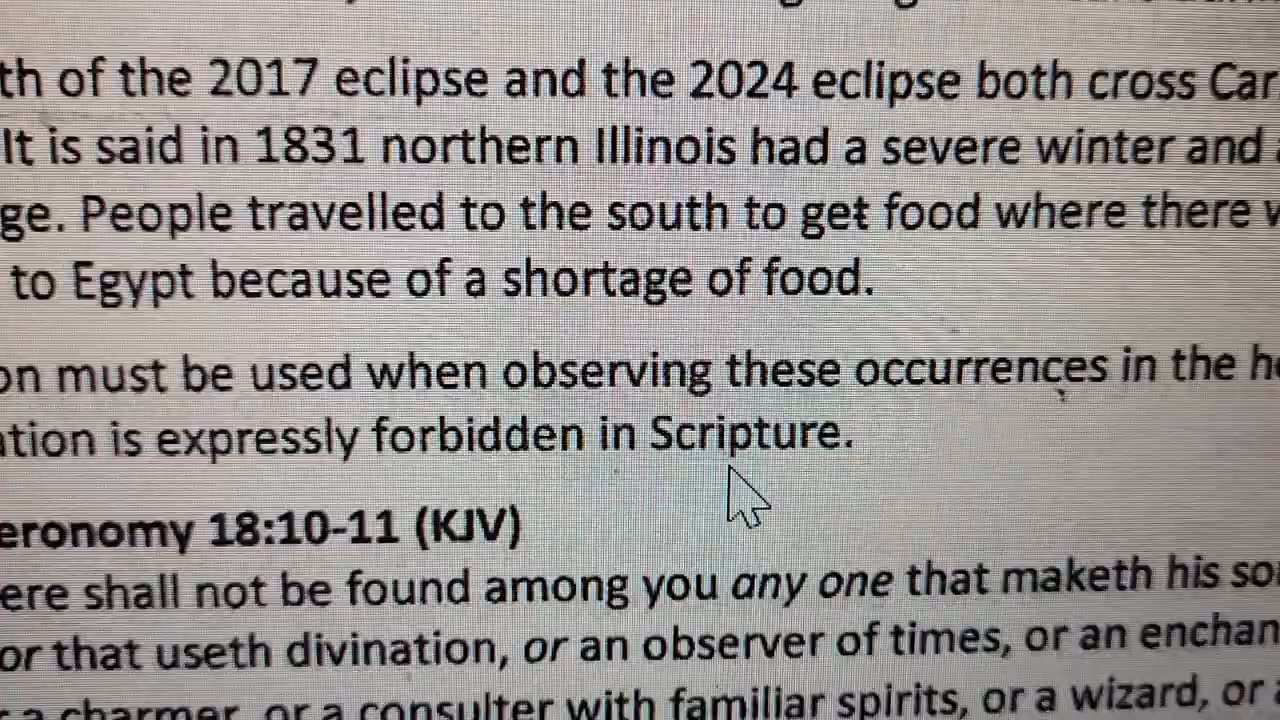 th of the 2017 eclipse and the 2024 eclipse both cross Car
It is said in 1831 northern Illinois had a severe winter and
ge. People travelled to the south to get food where there
to Egypt because of a shortage of food.
on must be used when observing these occurrences in the he
ation is expressly forbidden in Scripture.
eronomy 18:10-11 (KJV)
ere shall not be found among you any one that maketh his so
or that useth divination, or an observer of times, or an enchan
a charmer, or a consulter with familiar spirits, or a wizard, or